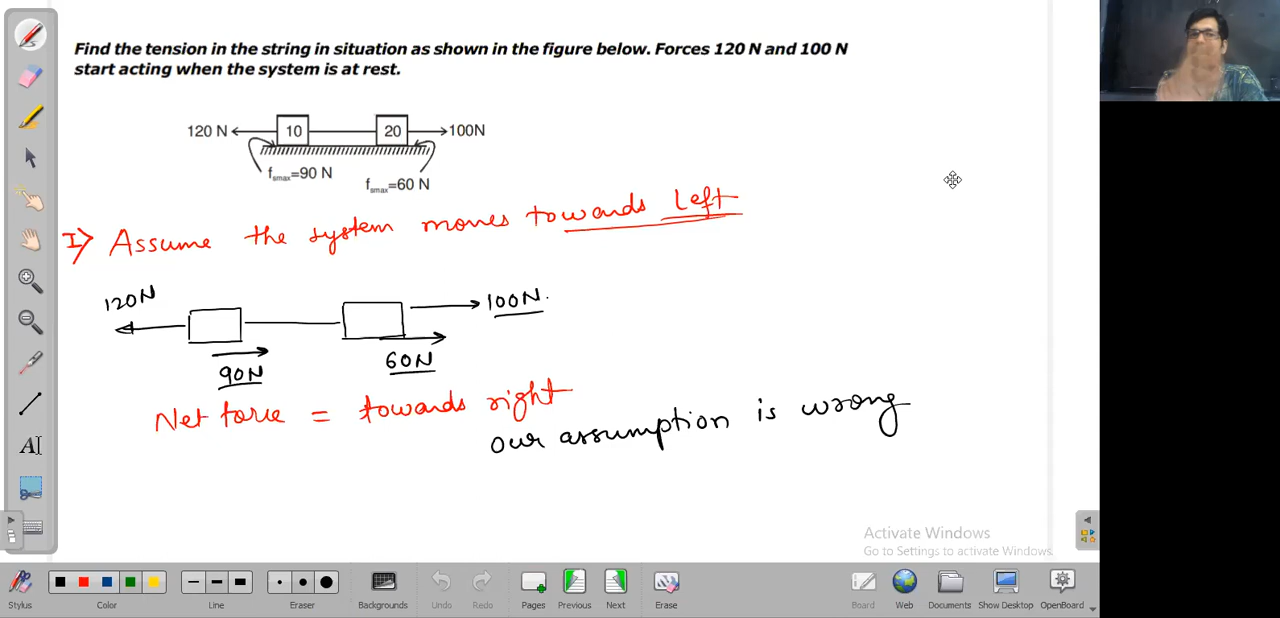 Find the tension in the string in situation as shown in the figure below. Forces 120 N and 100 N
start acting when the system is at rest.
120 N 10 20 100N
fsmax=90 N
fsmax=60 N
I) Assume the system moves towards left
120N 100N.
90N 60N
Net force = towards right
our assumption is wrong
Activate Windows
Go to Settings to activate Windows.
Stylus Color Line Eraser Backgrounds Undo Redo Pages Previous Next Erase Board Web Documents Show Desktop OpenBoard